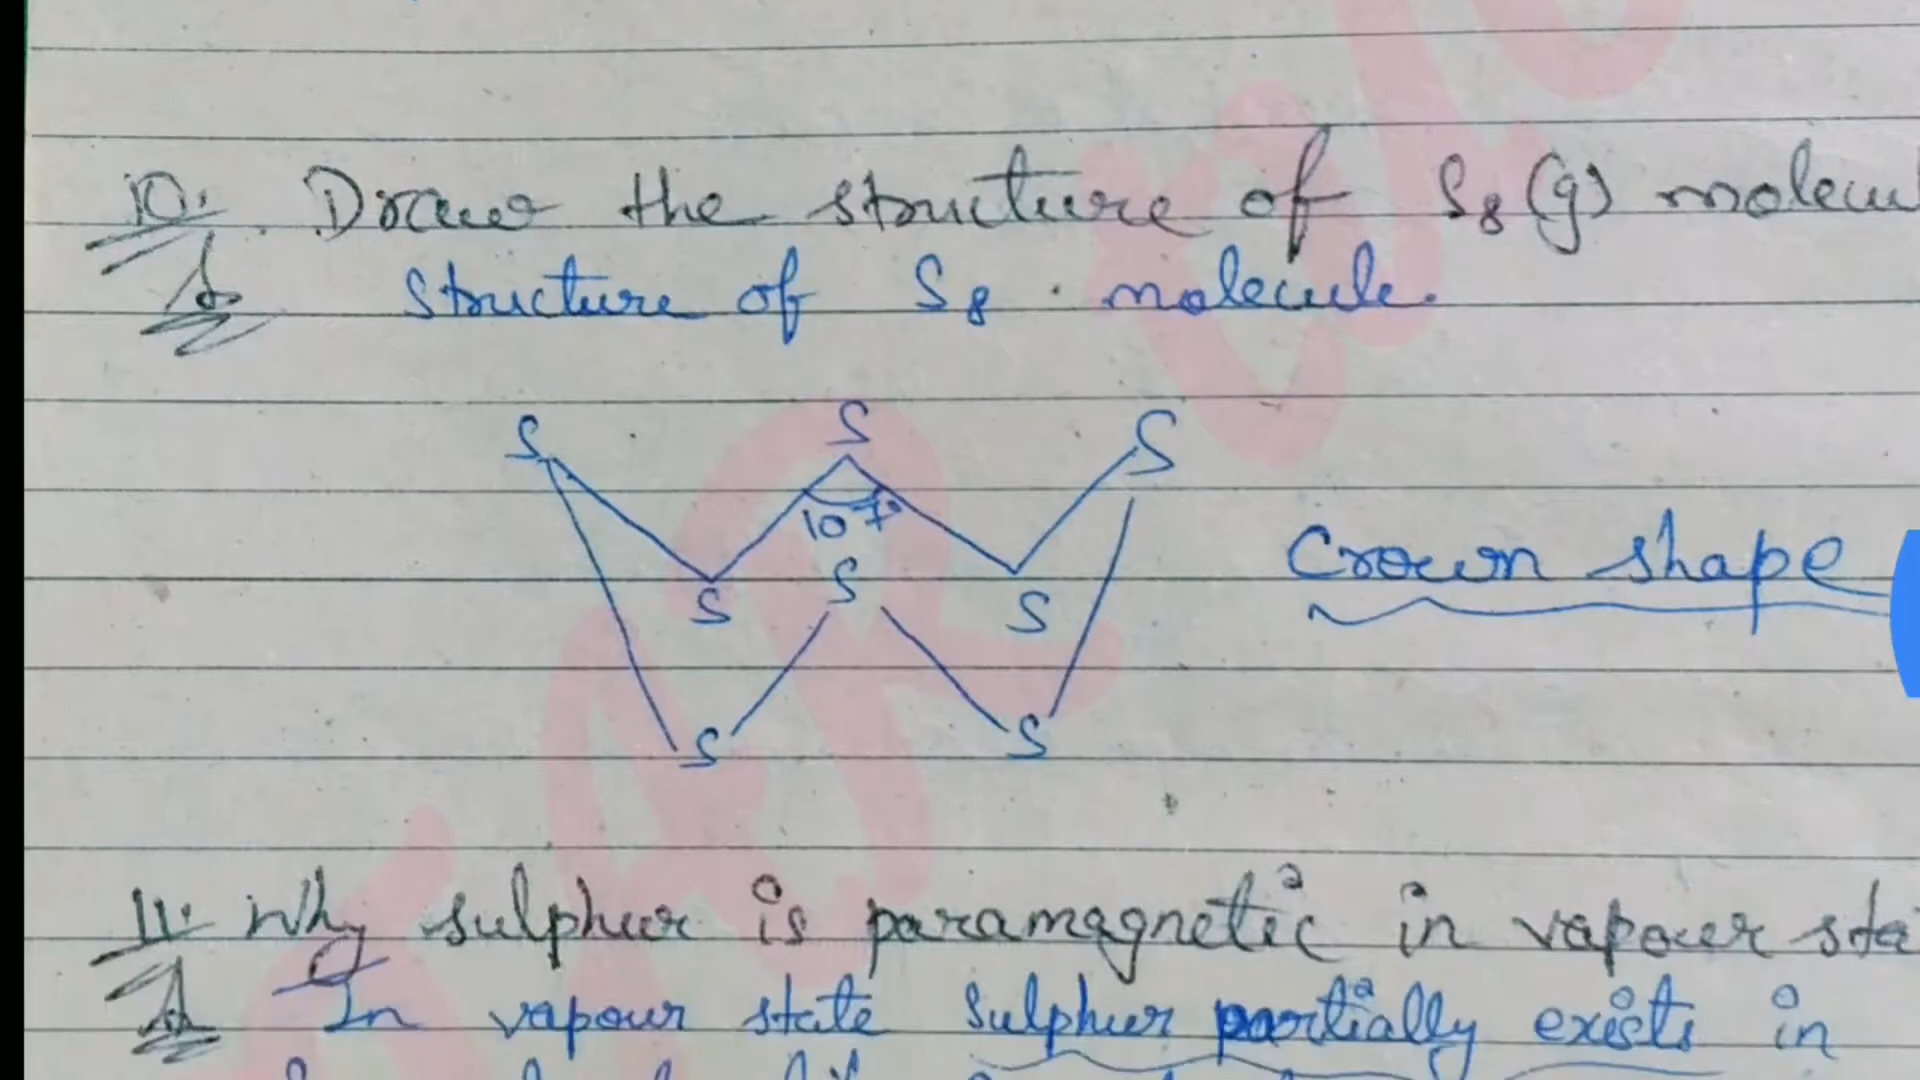 10. Draw the structure of S₈(g) molecul
A structure of S₈ . molecule.
S S S
107°
S S S
Crown shape
S S
11. Why sulphur is paramagnetic in vapour sta
A In vapour state sulphur partially exists in